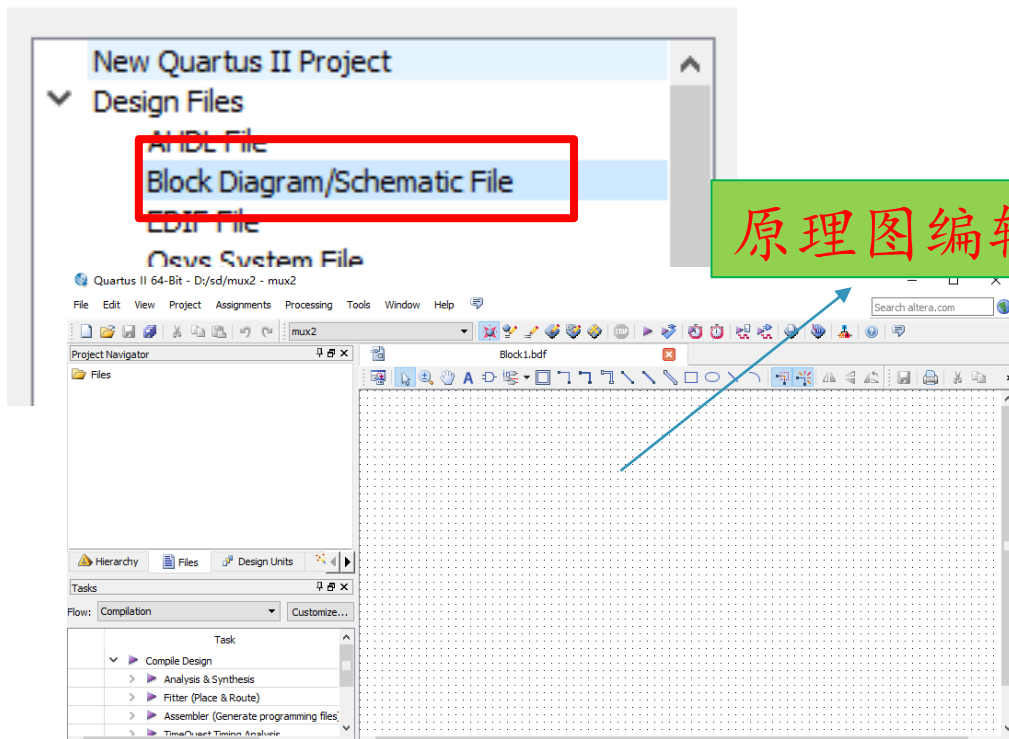 New Quartus II Project
Design Files
AHDL File
Block Diagram/Schematic File
EDIF File
Qsys System File
原理图编
Quartus II 64-Bit - D:/sd/mux2 - mux2
File Edit View Project Assignments Processing Tools Window Help
Search altera.com
mux2
Project Navigator
Block1.bdf
Files
A
Hierarchy Files Design Units
Tasks
Flow: Compilation Customize...
Task
Compile Design
Analysis & Synthesis
Fitter (Place & Route)
Assembler (Generate programming files)
TimeQuest Timing Analysis